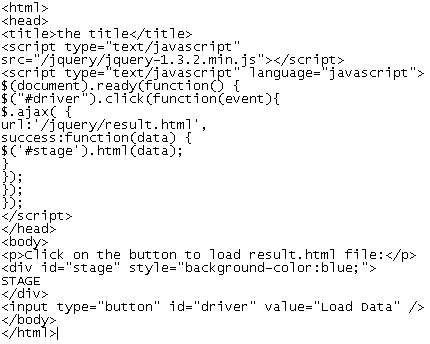 <html>
<head>
<title>the title</title>
<script type="text/javascript"
src="/jquery/jquery-1.3.2.min.js"></script>
<script type="text/javascript" language="javascript">
$(document).ready(function() {
$("#driver").click(function(event){
$.ajax( {
url:'/jquery/result.html',
success:function(data) {
$('#stage').html(data);
}
});
});
});
</script>
</head>
<body>
<p>Click on the button to load result.html file:</p>
<div id="stage" style="background-color:blue;">
STAGE
</div>
<input type="button" id="driver" value="Load Data" />
</body>
</html>